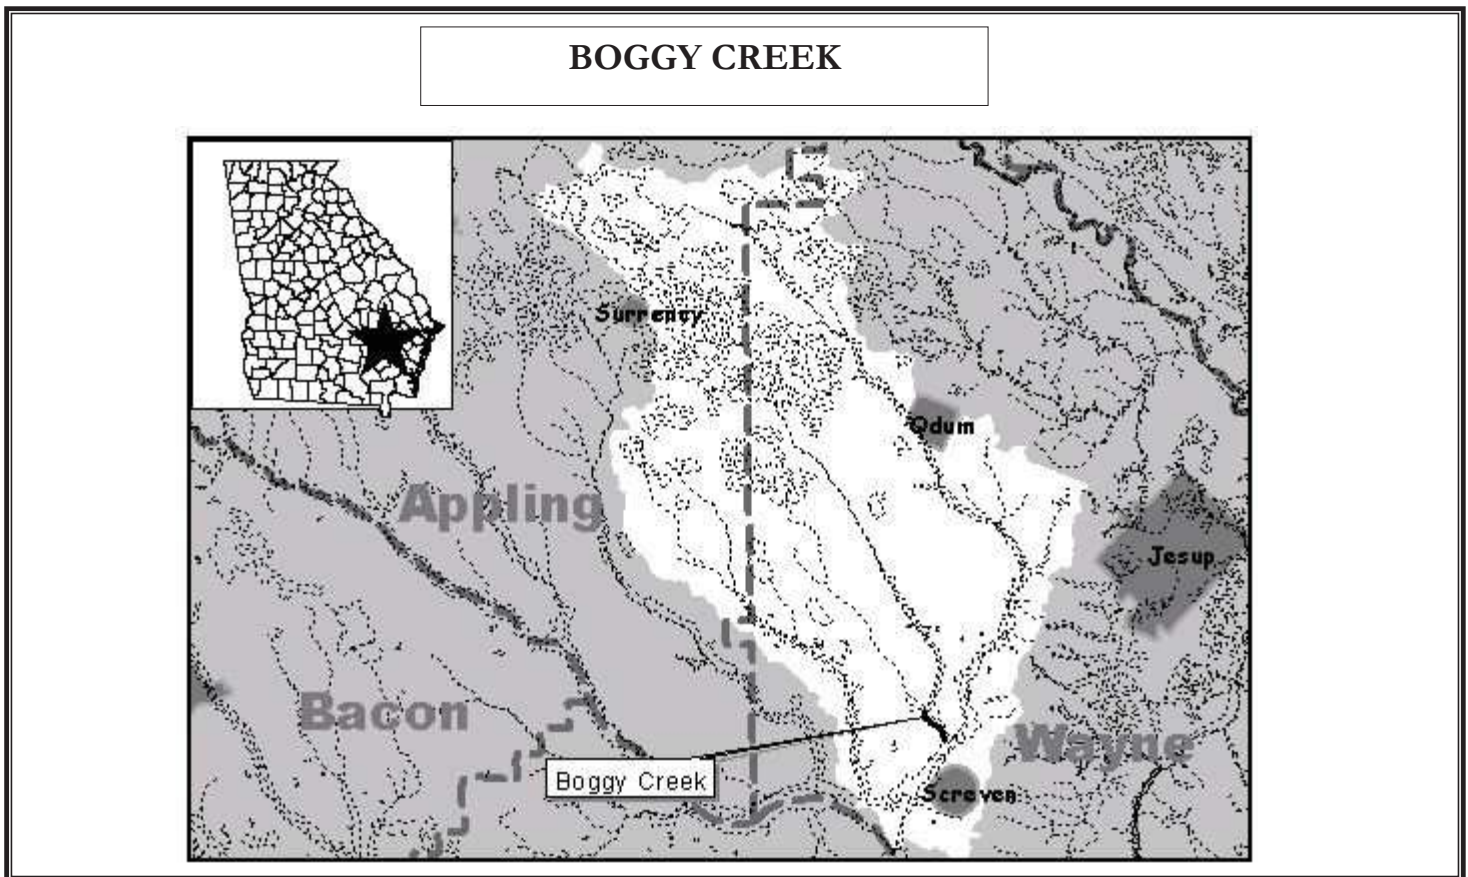 BOGGY CREEK
Surrency
Odum
Appling
Jesup
Bacon
Wayne
Boggy Creek
Screven